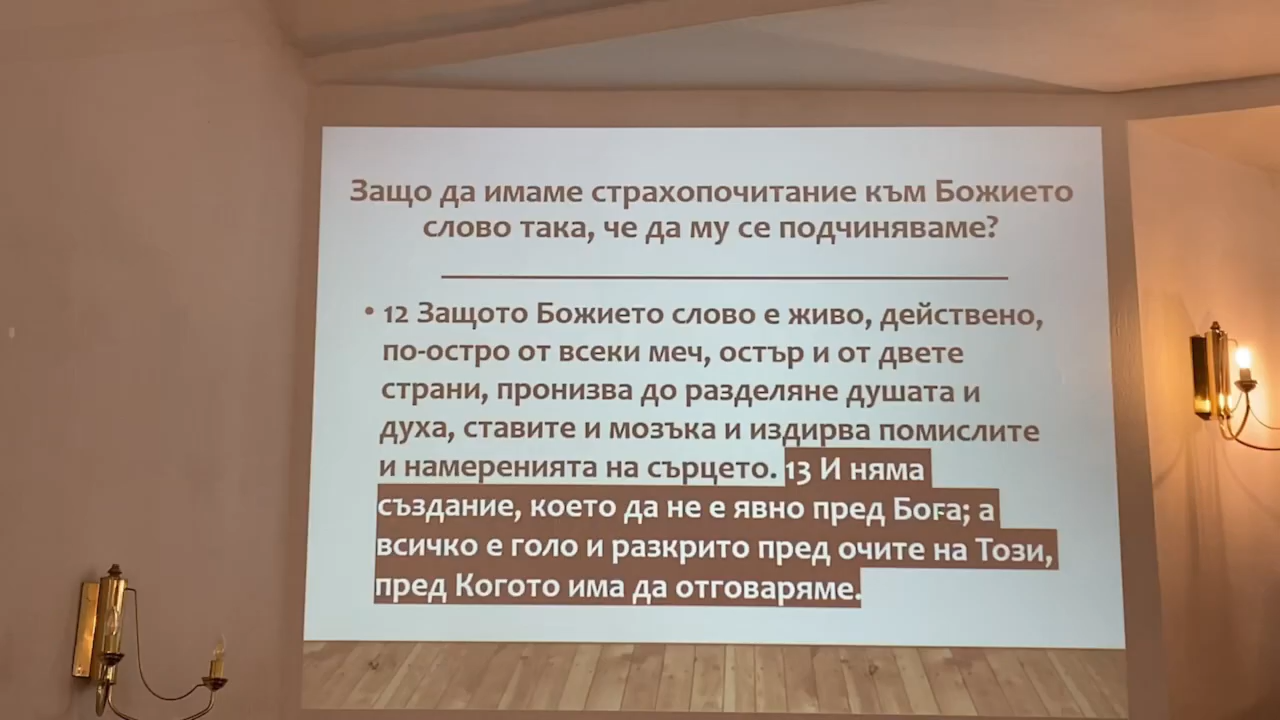 Защо да имаме страхопочитание към Божието
слово така, че да му се подчиняваме?
• 12 Защото Божието слово е живо, действено,
по-остро от всеки меч, остър и от двете
страни, пронизва до разделяне душата и
духа, ставите и мозъка и издирва помислите
и намеренията на сърцето. 13 И няма
създание, което да не е явно пред Бога; а
всичко е голо и разкрито пред очите на Този,
пред Когото има да отговаряме.